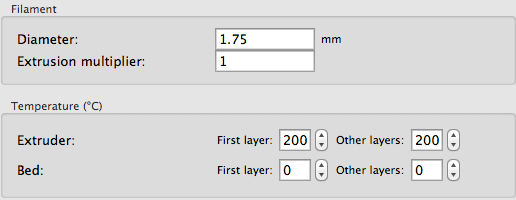 Filament
Diameter: 1.75 mm
Extrusion multiplier: 1
Temperature (°C)
Extruder: First layer: 200 Other layers: 200
Bed: First layer: 0 Other layers: 0